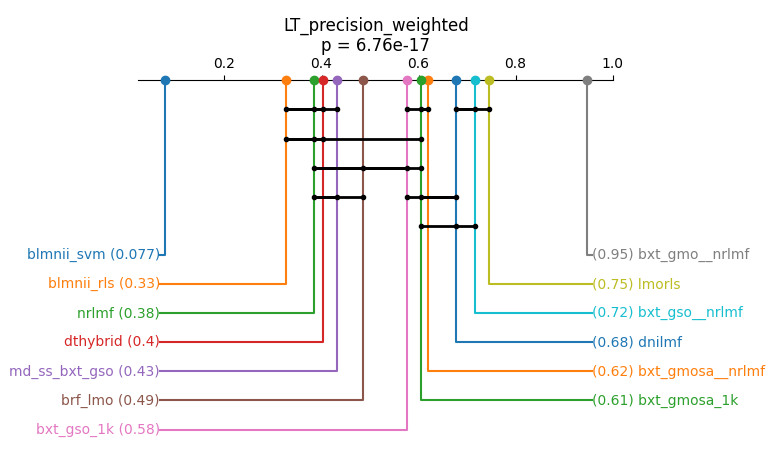 LT_precision_weighted
p = 6.76e-17
0.2 0.4 0.6 0.8 1.0
blmnii_svm (0.077) (0.95) bxt_gmo__nrlmf
blmnii_rls (0.33) (0.75) lmorls
nrlmf (0.38) (0.72) bxt_gso__nrlmf
dthybrid (0.4) (0.68) dnilmf
md_ss_bxt_gso (0.43) (0.62) bxt_gmosa__nrlmf
brf_lmo (0.49) (0.61) bxt_gmosa_1k
bxt_gso_1k (0.58)